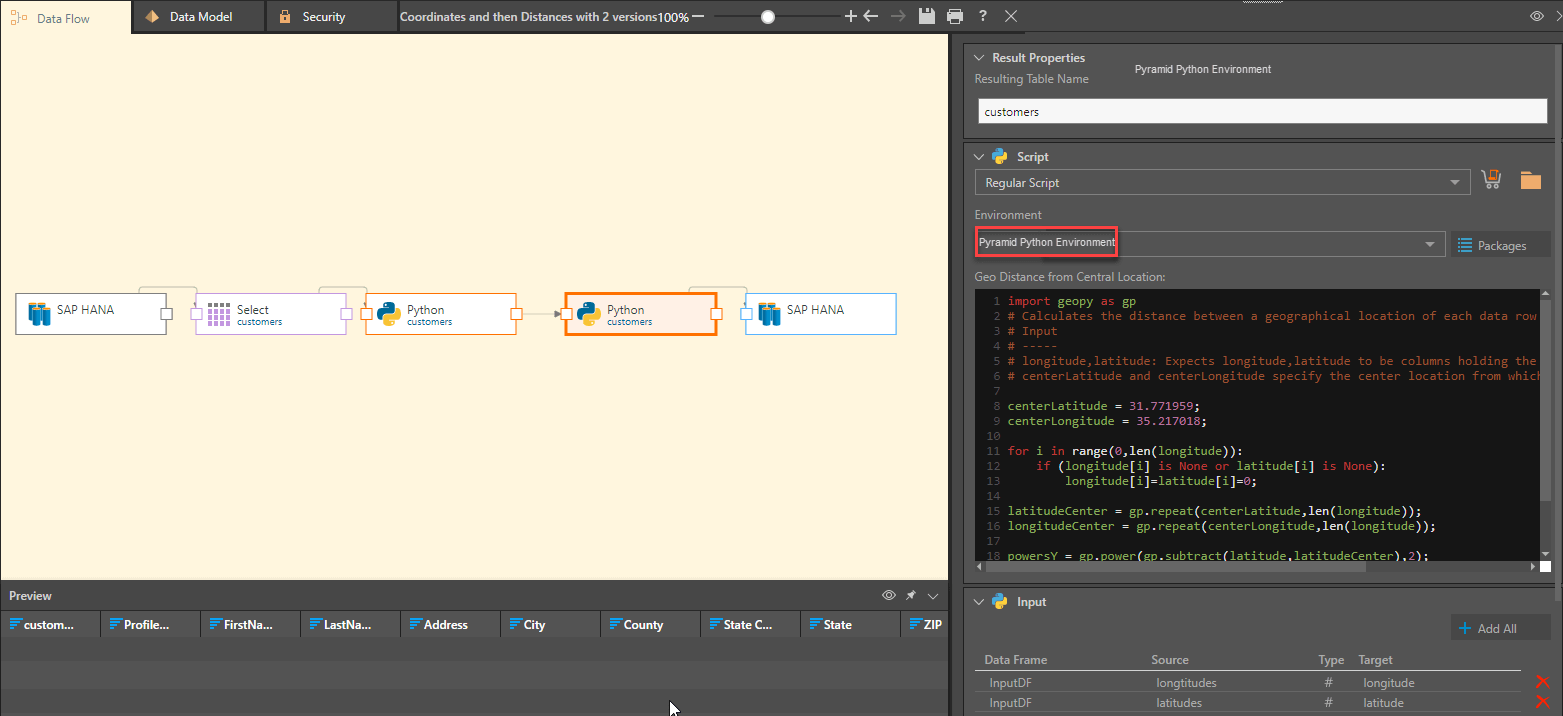 Data Flow
Data Model
Security
Coordinates and then Distances with 2 versions 100%
?
Result Properties
Pyramid Python Environment
Resulting Table Name
customers
Script
Regular Script
Environment
Pyramid Python Environment
Packages
Geo Distance from Central Location:
1 import geopy as gp
2 # Calculates the distance between a geographical location of each data row
3 # Input
4 # -----
5 # longitude,latitude: Expects longitude,latitude to be columns holding the
6 # centerLatitude and centerLongitude specify the center location from which
7
8 centerLatitude = 31.771959;
9 centerLongitude = 35.217018;
10
11 for i in range(0,len(longitude)):
12 if (longitude[i] is None or latitude[i] is None):
13 longitude[i]=latitude[i]=0;
14
15 latitudeCenter = gp.repeat(centerLatitude,len(longitude));
16 longitudeCenter = gp.repeat(centerLongitude,len(longitude));
17
18 powersY = gp.power(gp.subtract(latitude,latitudeCenter),2);
SAP HANA
Select
customers
Python
customers
Python
customers
SAP HANA
Preview
custom...
Profile...
FirstNa...
LastNa...
Address
City
County
State C...
State
ZIP
Input
Add All
Data Frame Source Type Target
InputDF longtitudes # longitude
InputDF latitudes # latitude